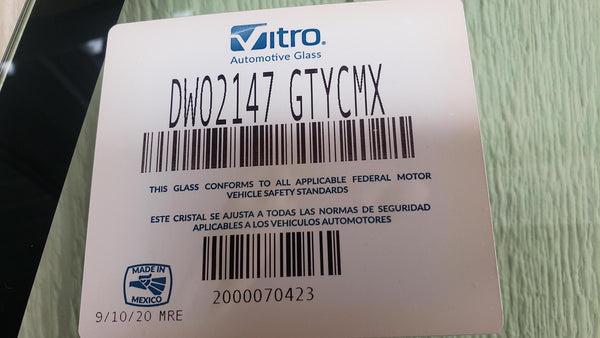 Vitro®
Automotive Glass
DW02147 GTYCMX
THIS GLASS CONFORMS TO ALL APPLICABLE FEDERAL MOTOR
VEHICLE SAFETY STANDARDS
ESTE CRISTAL SE AJUSTA A TODAS LAS NORMAS DE SEGURIDAD
APLICABLES A LOS VEHICULOS AUTOMOTORES
MADE IN
MEXICO
2000070423
9/10/20 MRE